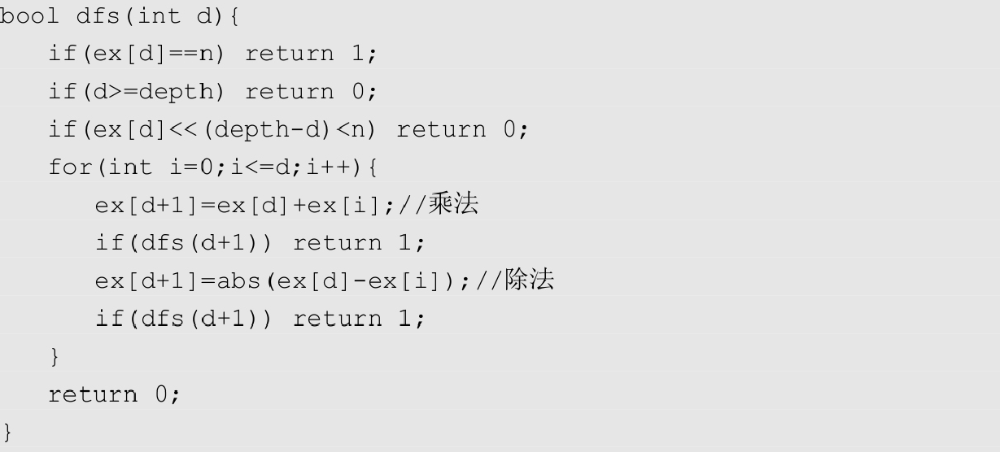 bool dfs(int d){
   if(ex[d]==n) return 1;
   if(d>=depth) return 0;
   if(ex[d]<<(depth-d)<n) return 0;
   for(int i=0;i<=d;i++){
      ex[d+1]=ex[d]+ex[i];//乘法
      if(dfs(d+1)) return 1;
      ex[d+1]=abs(ex[d]-ex[i]);//除法
      if(dfs(d+1)) return 1;
   }
   return 0;
}